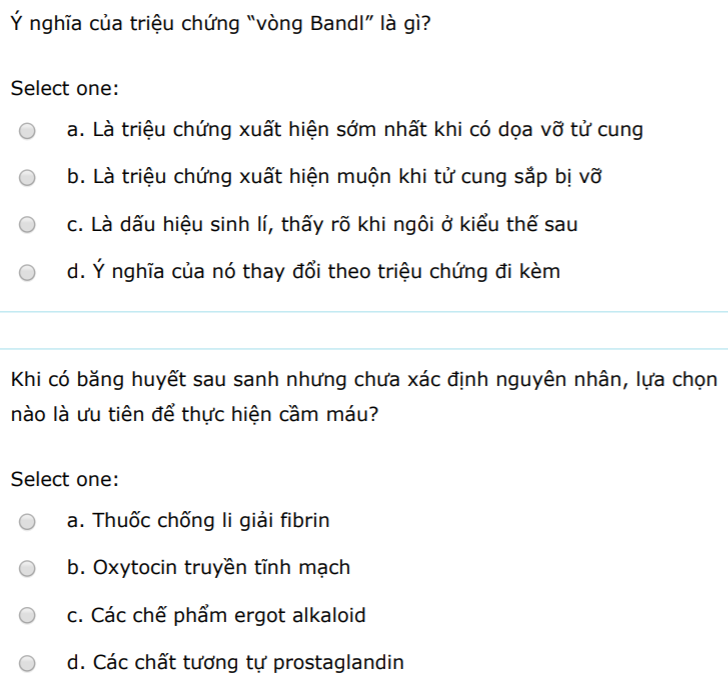 Ý nghĩa của triệu chứng “vòng Bandl” là gì?
Select one:
a. Là triệu chứng xuất hiện sớm nhất khi có dọa vỡ tử cung
b. Là triệu chứng xuất hiện muộn khi tử cung sắp bị vỡ
c. Là dấu hiệu sinh lí, thấy rõ khi ngôi ở kiểu thế sau
d. Ý nghĩa của nó thay đổi theo triệu chứng đi kèm
Khi có băng huyết sau sanh nhưng chưa xác định nguyên nhân, lựa chọn
nào là ưu tiên để thực hiện cầm máu?
Select one:
a. Thuốc chống li giải fibrin
b. Oxytocin truyền tĩnh mạch
c. Các chế phẩm ergot alkaloid
d. Các chất tương tự prostaglandin